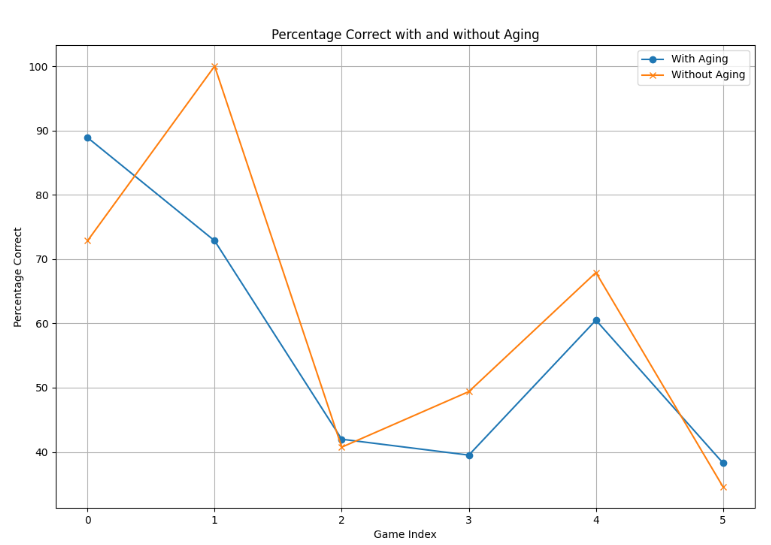 Percentage Correct with and without Aging
With Aging
Without Aging
Percentage Correct
100
90
80
70
60
50
40
0 1 2 3 4 5
Game Index